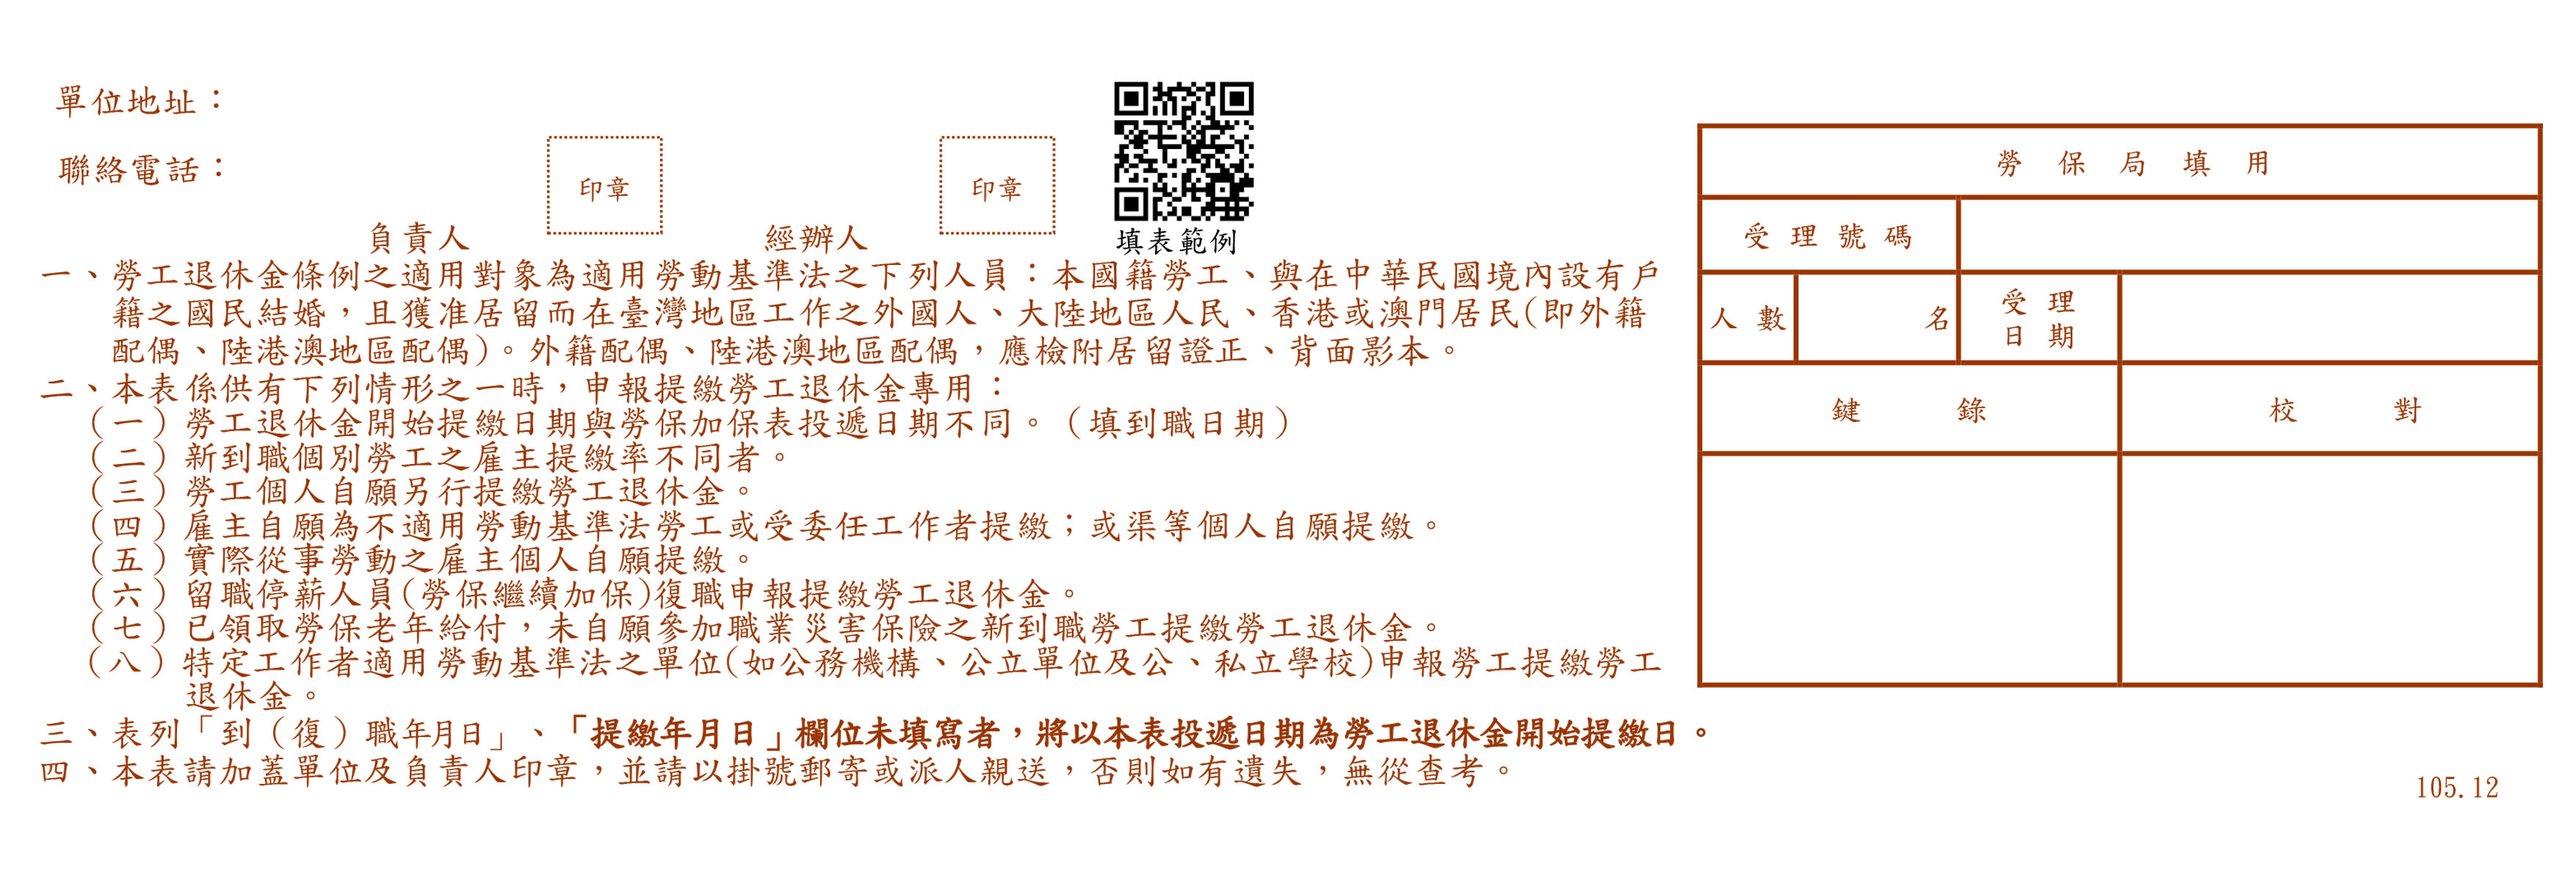 單位地址：
聯絡電話：
印章
印章
負責人
經辦人
填表範例
一、勞工退休金條例之適用對象為適用勞動基準法之下列人員：本國籍勞工、與在中華民國境內設有戶
籍之國民結婚，且獲准居留而在臺灣地區工作之外國人、大陸地區人民、香港或澳門居民(即外籍
配偶、陸港澳地區配偶)。外籍配偶、陸港澳地區配偶，應檢附居留證正、背面影本。
二、本表係供有下列情形之一時，申報提繳勞工退休金專用：
（一）勞工退休金開始提繳日期與勞保加保表投遞日期不同。（填到職日期）
（二）新到職個別勞工之雇主提繳率不同者。
（三）勞工個人自願另行提繳勞工退休金。
（四）雇主自願為不適用勞動基準法勞工或受委任工作者提繳；或渠等個人自願提繳。
（五）實際從事勞動之雇主個人自願提繳。
（六）留職停薪人員(勞保繼續加保)復職申報提繳勞工退休金。
（七）已領取勞保老年給付，未自願參加職業災害保險之新到職勞工提繳勞工退休金。
（八）特定工作者適用勞動基準法之單位(如公務機構、公立單位及公、私立學校)申報勞工提繳勞工
退休金。
三、表列「到（復）職年月日」、「提繳年月日」欄位未填寫者，將以本表投遞日期為勞工退休金開始提繳日。
四、本表請加蓋單位及負責人印章，並請以掛號郵寄或派人親送，否則如有遺失，無從查考。
勞保局填用
受理號碼
人數 名 受理
日期
鍵錄 校對
105.12